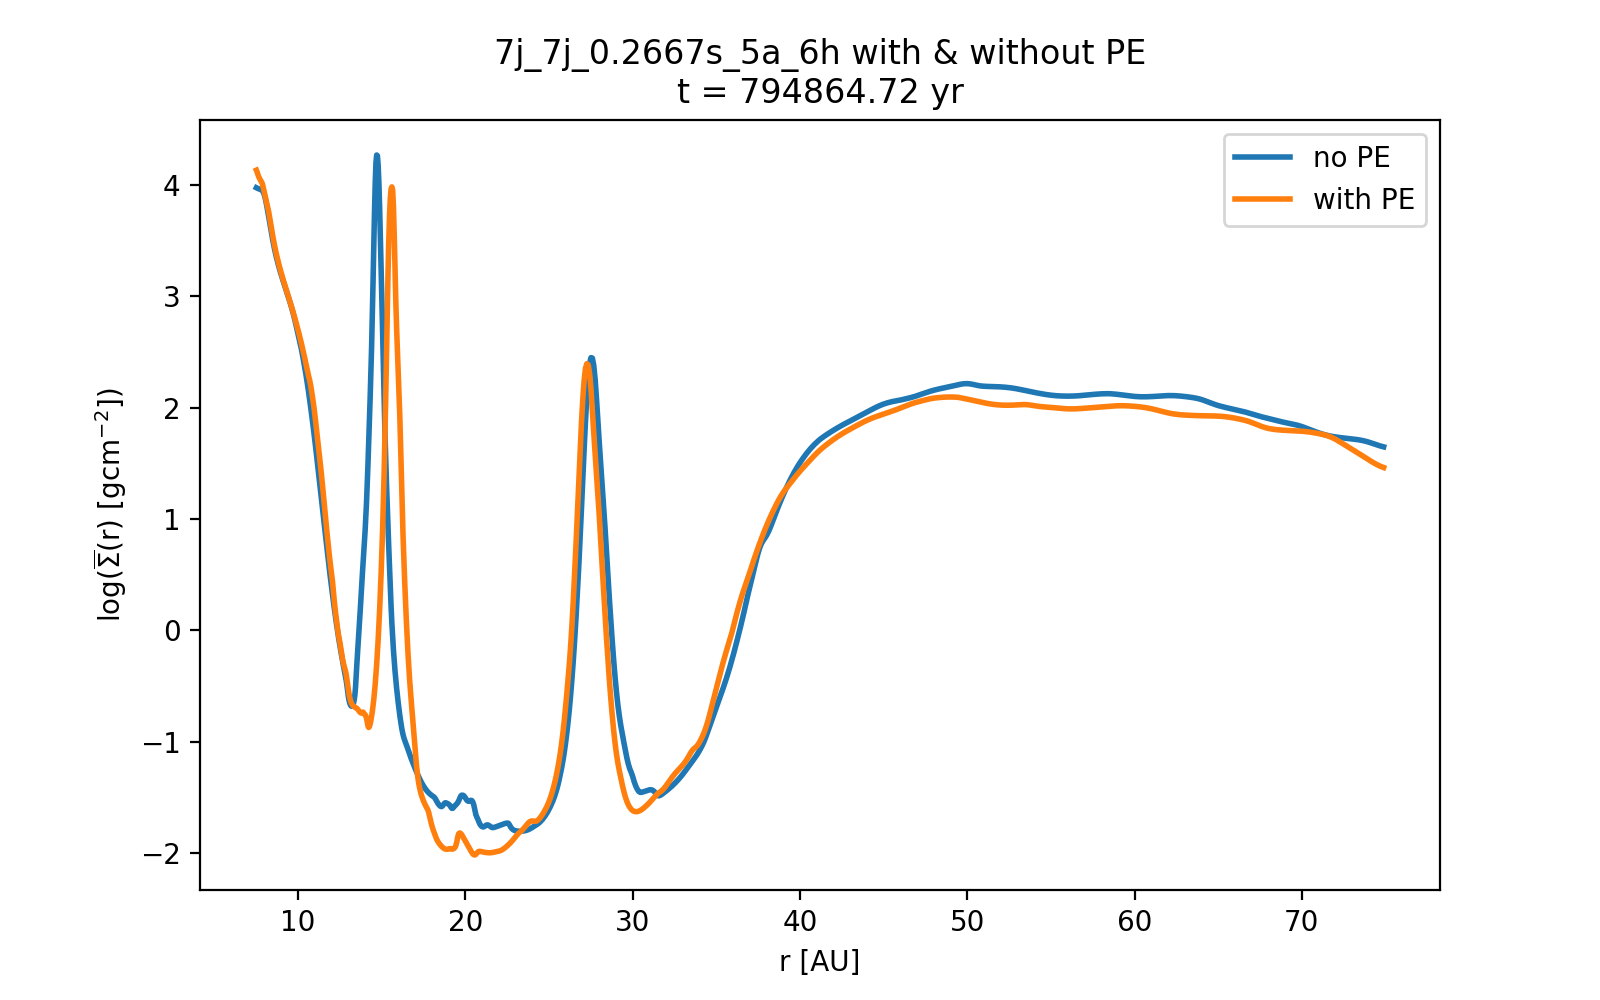 7j_7j_0.2667s_5a_6h with & without PE
t = 794864.72 yr
no PE
with PE
4
3
2
1
0
−1
−2
log(Σ̅(r) [gcm⁻²])
10 20 30 40 50 60 70
r [AU]